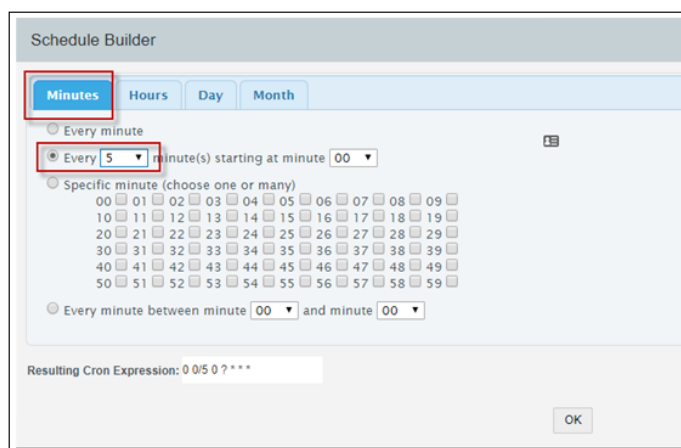 Schedule Builder
Minutes Hours Day Month
Every minute
Every 5 minute(s) starting at minute 00
Specific minute (choose one or many)
00 01 02 03 04 05 06 07 08 09
10 11 12 13 14 15 16 17 18 19
20 21 22 23 24 25 26 27 28 29
30 31 32 33 34 35 36 37 38 39
40 41 42 43 44 45 46 47 48 49
50 51 52 53 54 55 56 57 58 59
Every minute between minute 00 and minute 00
Resulting Cron Expression: 0 0/5 0 ? * * *
OK